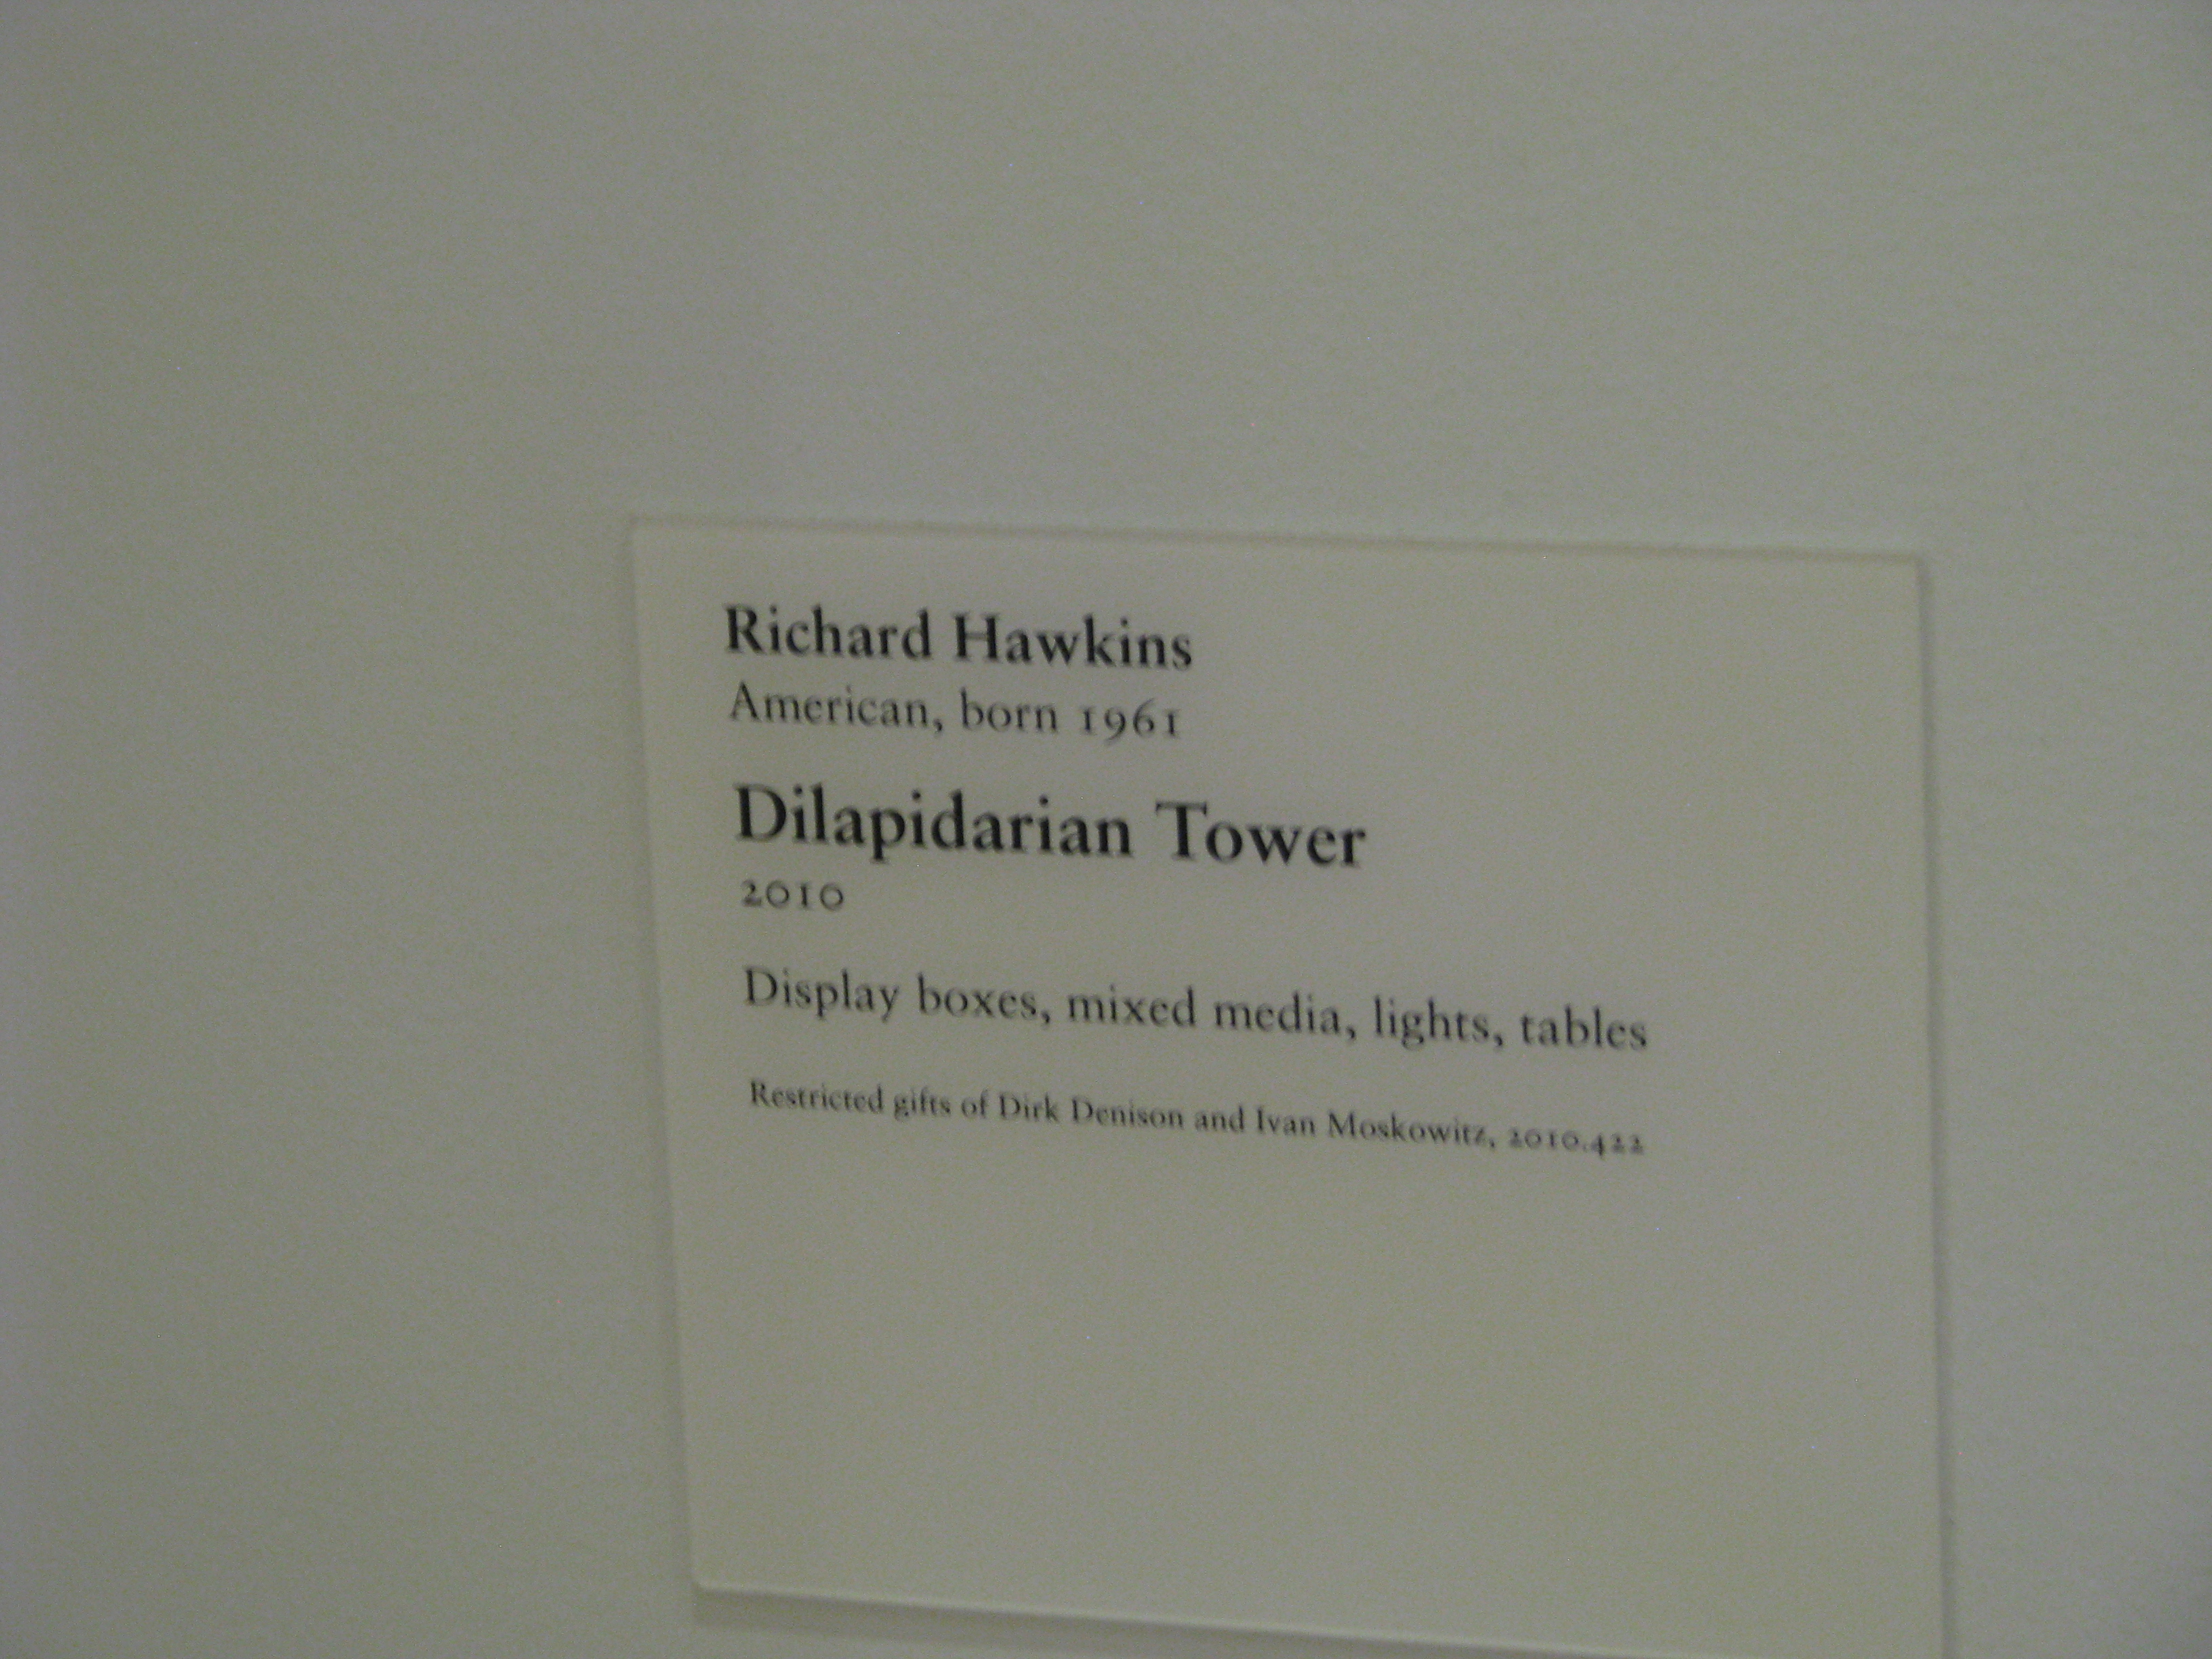 Richard Hawkins
American, born 1961
Dilapidarian Tower
2010
Display boxes, mixed media, lights, tables
Restricted gifts of Dirk Denison and Ivan Moskowitz, 2010.422